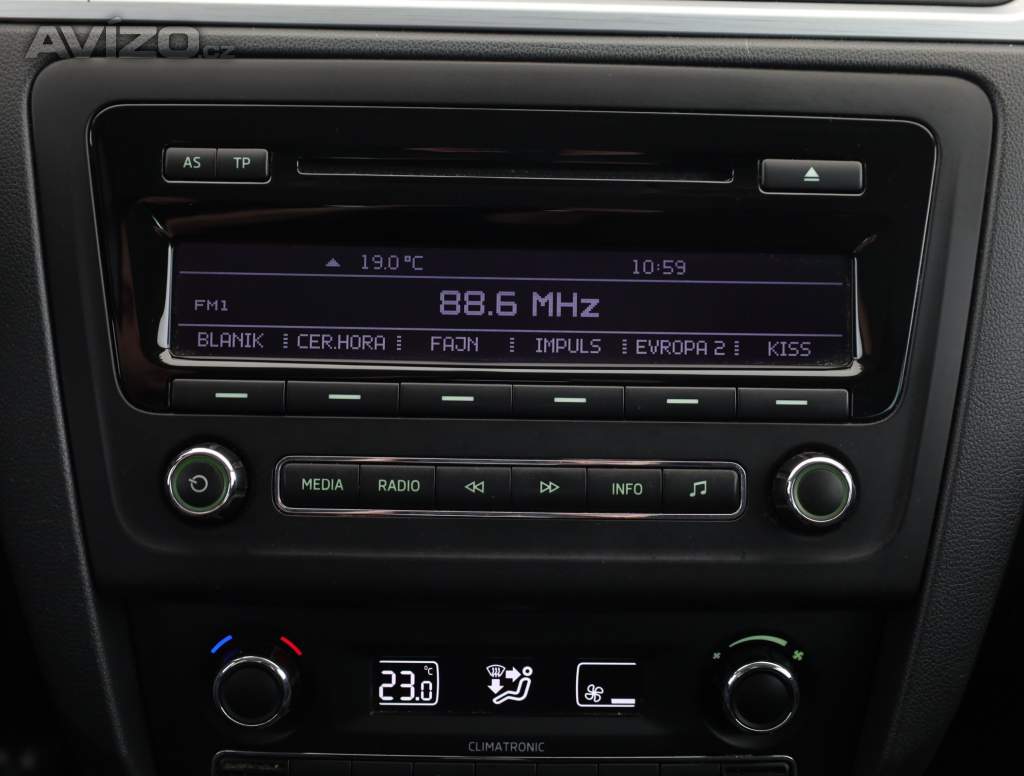 AVÍZO.cz
AS TP
19.0°C 10:59
FM1 88.6 MHz
BLANIK CER.HORA FAJN IMPULS EVROPA 2 KISS
MEDIA RADIO INFO
23.0 °C
CLIMATRONIC